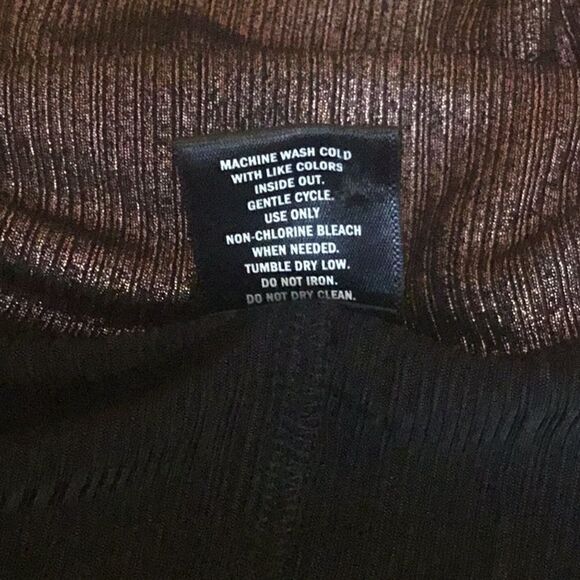 MACHINE WASH COLD
WITH LIKE COLORS
INSIDE OUT.
GENTLE CYCLE.
USE ONLY
NON-CHLORINE BLEACH
WHEN NEEDED.
TUMBLE DRY LOW.
DO NOT IRON.
DO NOT DRY CLEAN.